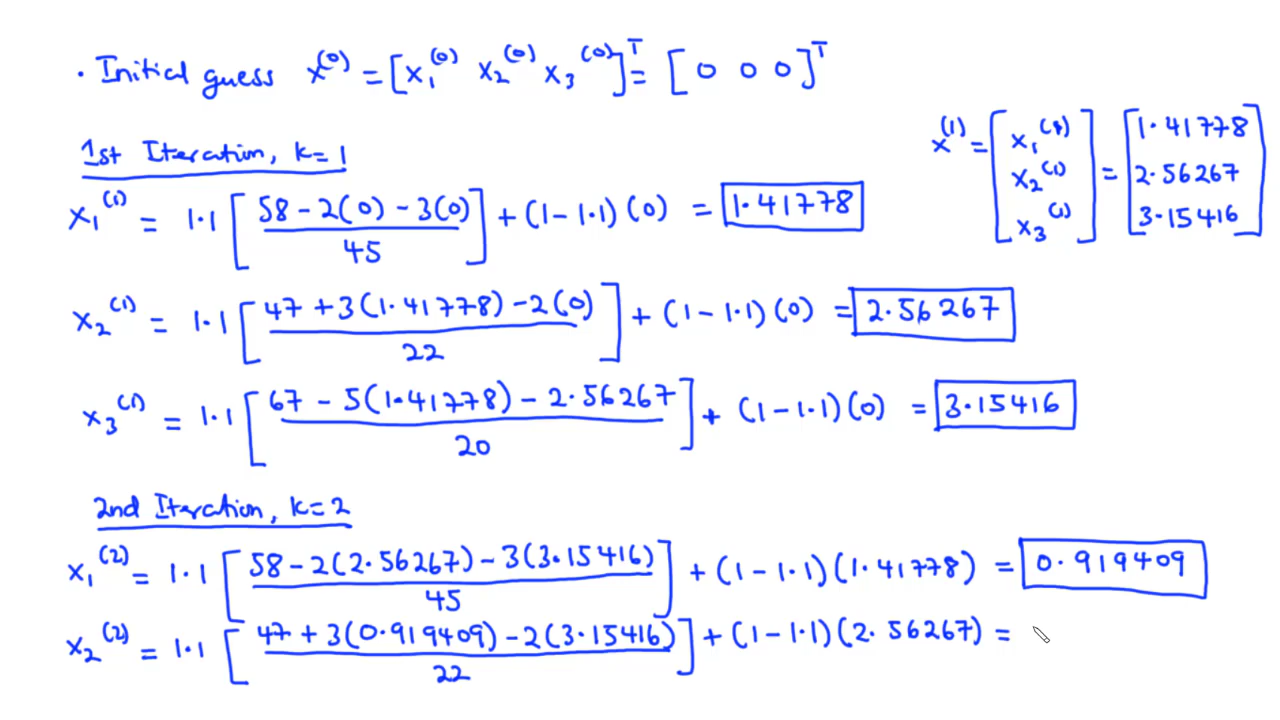 • Initial guess x^(0) = [x₁^(0) x₂^(0) x₃^(0)]^T = [0 0 0]^T
1st Iteration, k=1
x^(1) = [x₁^(1) x₂^(1) x₃^(1)] = [1.41778 2.56267 3.15416]
x₁^(1) = 1.1 [58 – 2(0) – 3(0) / 45] + (1 – 1.1)(0) = 1.41778
x₂^(1) = 1.1 [47 + 3(1.41778) – 2(0) / 22] + (1 – 1.1)(0) = 2.56267
x₃^(1) = 1.1 [67 – 5(1.41778) – 2.56267 / 20] + (1 – 1.1)(0) = 3.15416
2nd Iteration, k=2
x₁^(2) = 1.1 [58 – 2(2.56267) – 3(3.15416) / 45] + (1 – 1.1)(1.41778) = 0.919409
x₂^(2) = 1.1 [47 + 3(0.919409) – 2(3.15416) / 22] + (1 – 1.1)(2.56267) =